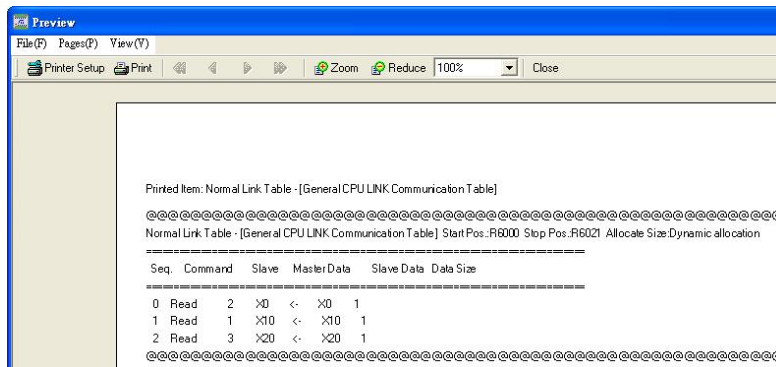 Preview
File(F) Pages(P) View(V)
Printer Setup Print Zoom Reduce 100% Close
Printed Item: Normal Link Table - [General CPU LINK Communication Table]
@@@@@@@@@@@@@@@@@@@@@@@@@@@@@@@@@@@@@@@@@@@@@@@@@@@@@@@@@
Normal Link Table - [General CPU LINK Communication Table] Start Pos.:R6000 Stop Pos.:R6021 Allocate Size:Dynamic allocation
==================================================================
Seq. Command Slave Master Data Slave Data Data Size
==================================================================
0 Read 2 X0 <- X0 1
1 Read 1 X10 <- X10 1
2 Read 3 X20 <- X20 1
@@@@@@@@@@@@@@@@@@@@@@@@@@@@@@@@@@@@@@@@@@@@@@@@@@@@@@@@@